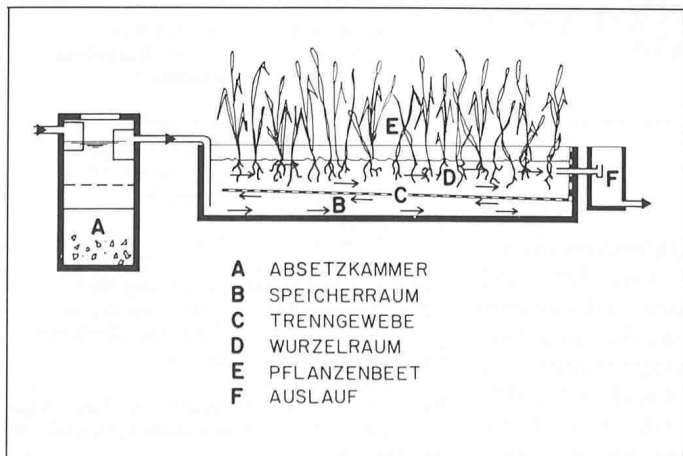 E
D
F
C
B
A
A ABSETZKAMMER
B SPEICHERRAUM
C TRENNGEWEBE
D WURZELRAUM
E PFLANZENBEET
F AUSLAUF